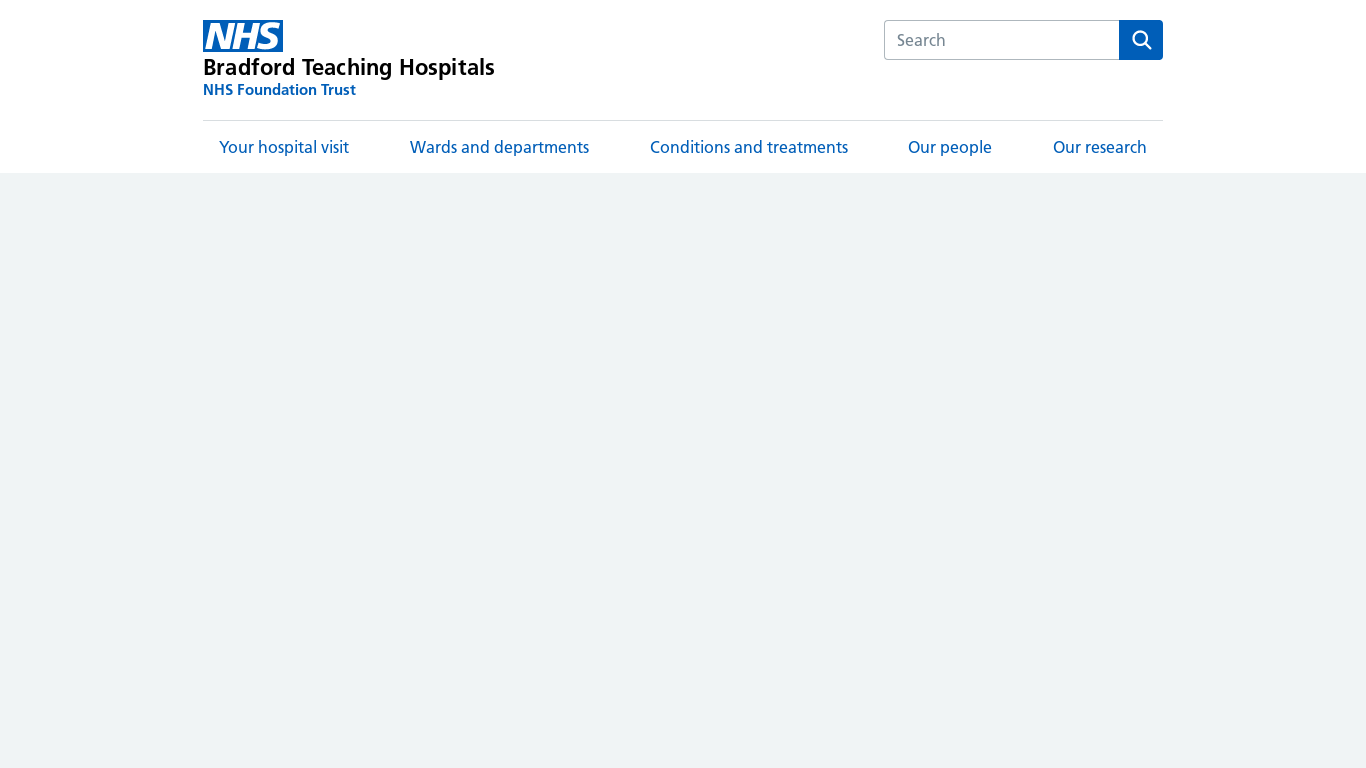 NHS
Bradford Teaching Hospitals
NHS Foundation Trust
Search
Your hospital visit
Wards and departments
Conditions and treatments
Our people
Our research